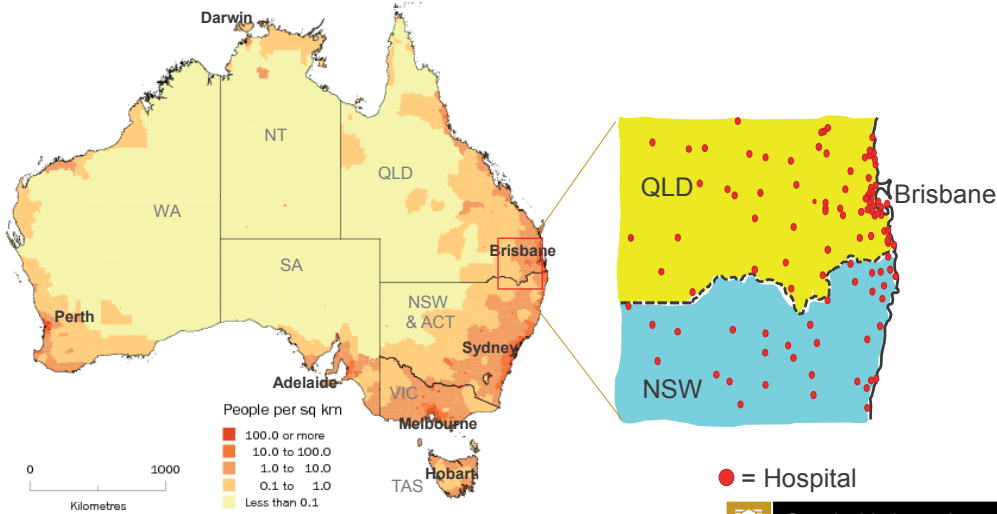 Darwin
NT
QLD
WA
SA
Brisbane
NSW
& ACT
Perth
Sydney
Adelaide
VIC
Melbourne
Hobart
TAS
People per sq km
100.0 or more
10.0 to 100.0
1.0 to 10.0
0.1 to 1.0
Less than 0.1
0 1000
Kilometres
QLD
Brisbane
NSW
= Hospital